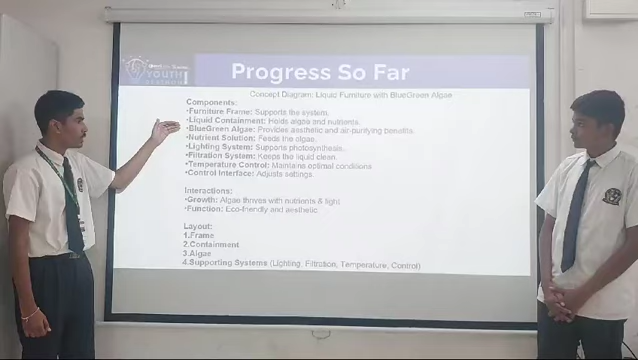 YOUTH
Progress So Far
Concept Diagram: Liquid Furniture with BlueGreen Algae
Components:
•Furniture Frame: Supports the system.
•Liquid Containment: Holds algae and nutrients.
•BlueGreen Algae: Provides aesthetic and air-purifying benefits.
•Nutrient Solution: Feeds the algae.
•Lighting System: Supports photosynthesis.
•Filtration System: Keeps the liquid clean.
•Temperature Control: Maintains optimal conditions
•Control Interface: Adjusts settings.
Interactions:
•Growth: Algae thrives with nutrients & light.
•Function: Eco-friendly and aesthetic
Layout:
1.Frame
2.Containment
3.Algae
4.Supporting Systems (Lighting, Filtration, Temperature, Control)